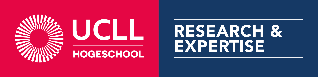 UCLL
HOGESCHOOL
RESEARCH &
EXPERTISE